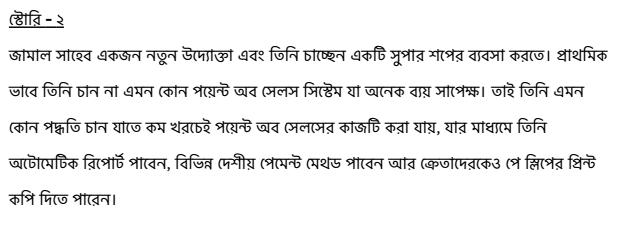 স্টোরি – ২
জামাল সাহেব একজন নতুন উদ্যোক্তা এবং তিনি চাচ্ছেন একটি সুপার শপের ব্যবসা করতে। প্রাথমিক
ভাবে তিনি চান না এমন কোন পয়েন্ট অব সেলস সিস্টেম যা অনেক ব্যয় সাপেক্ষ। তাই তিনি এমন
কোন পদ্ধতি চান যাতে কম খরচেই পয়েন্ট অব সেলসের কাজটি করা যায়, যার মাধ্যমে তিনি
অটোমেটিক রিপোর্ট পাবেন, বিভিন্ন দেশীয় পেমেন্ট মেথড পাবেন আর ক্রেতাদেরকেও পে স্লিপের প্রিন্ট
কপি দিতে পারেন।